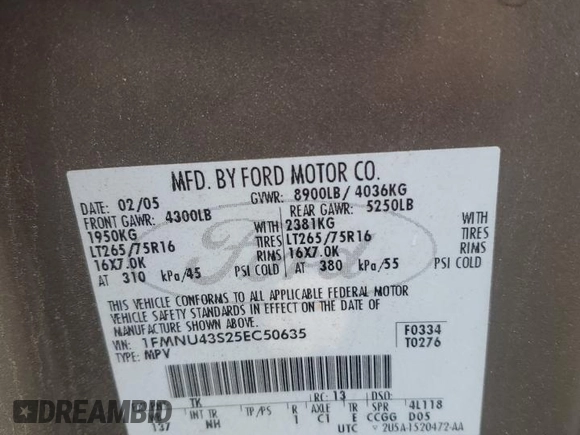 MFD. BY FORD MOTOR CO.
DATE: 02/05 GVWR: 8900LB/ 4036KG
FRONT GAWR: 4300LB REAR GAWR: 5250LB
1950KG WITH 2381KG WITH
LT265/75R16 TIRES LT265/75R16 TIRES
16X7.0K RIMS 16X7.0K RIMS
AT 310 kPa/45 PSI COLD AT 380 kPa/55 PSI COLD
THIS VEHICLE CONFORMS TO ALL APPLICABLE FEDERAL MOTOR
VEHICLE SAFETY STANDARDS IN EFFECT ON THE DATE OF
MANUFACTURE SHOWN ABOVE.
VIN: 1FMNU43S25EC50635 F0334
TYPE: MPV T0276
Ford
TK RC: 13 DSO:
INT TR TP/PS R AXLE TR SPR 4L118
137 NH 1 C1 E CCGG D05
UTC 2U5A-1520472-AA
DREAMBID